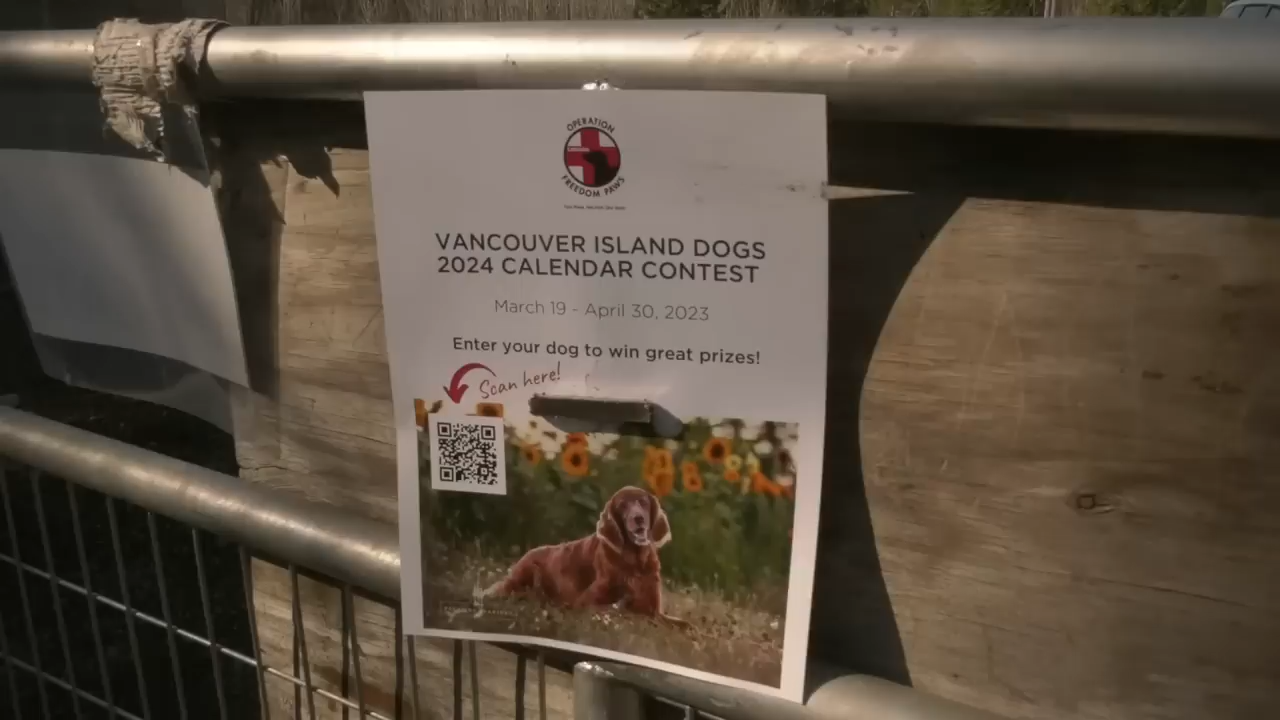 OPERATION
FREEDOM PAWS
VANCOUVER ISLAND DOGS
2024 CALENDAR CONTEST
March 19 - April 30, 2023
Enter your dog to win great prizes!
Scan here!